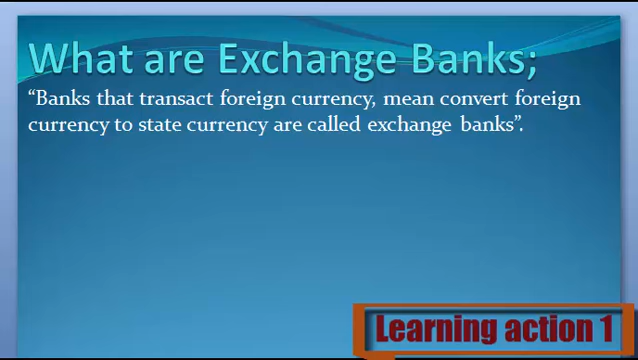 What are Exchange Banks;
“Banks that transact foreign currency, mean convert foreign
currency to state currency are called exchange banks”.
Learning action 1